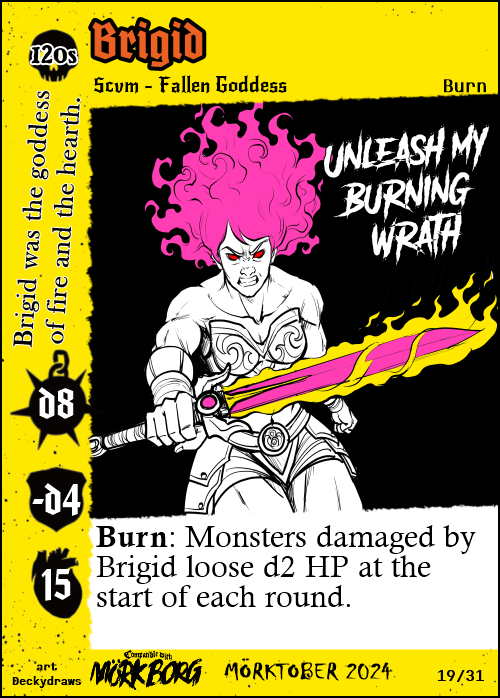 120s
Brigid
Scvm - Fallen Goddess
Burn
Brigid was the goddess
of fire and the hearth.
UNLEASH MY
BURNING
WRATH
2
d8
-d4
15
Burn: Monsters damaged by
Brigid loose d2 HP at the
start of each round.
art
Beckydraws
Compatible with
MÖRK BORG
MÖRKTOBER 2024
19/31